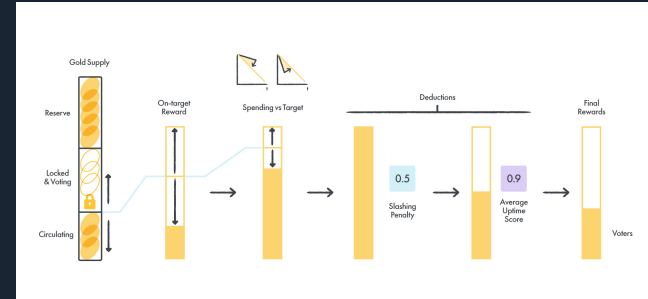 Gold Supply
Reserve
Locked
& Voting
Circulating
On-target
Reward
Spending vs Target
Deductions
0.5
Slashing
Penalty
0.9
Average
Uptime
Score
Final
Rewards
Voters